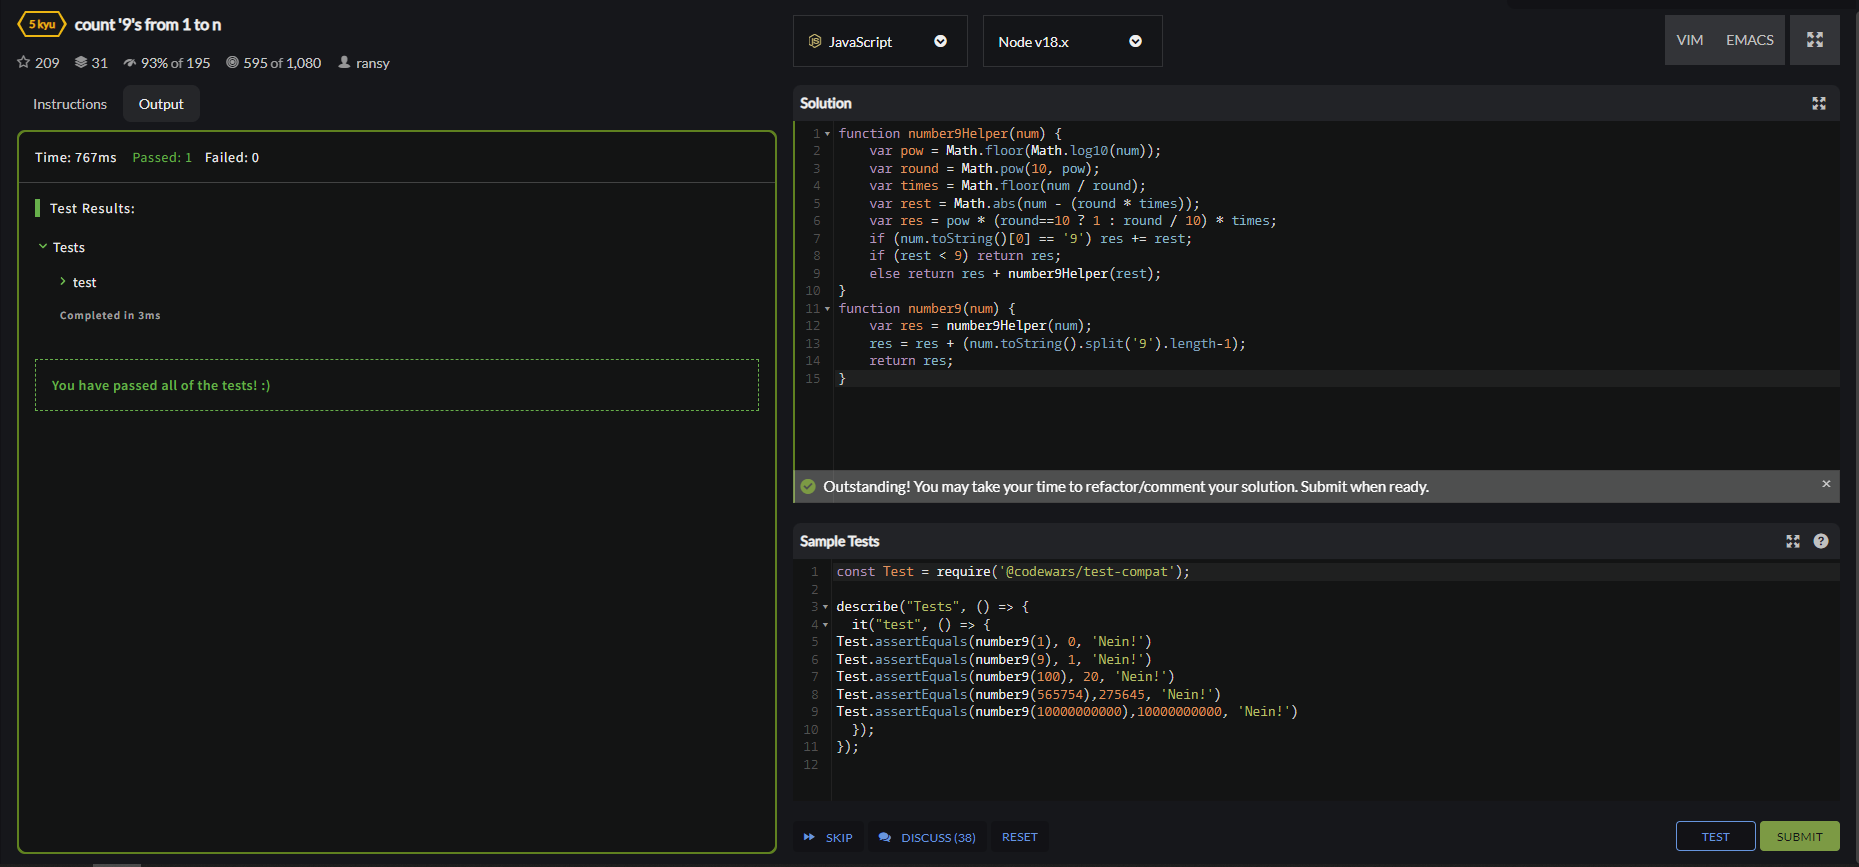 5 kyu count '9's from 1 to n
209 31 93% of 195 595 of 1,080 ransy
Instructions Output
Time: 767ms Passed: 1 Failed: 0
Test Results:
Tests
test
Completed in 3ms
You have passed all of the tests! :)
JavaScript Node v18.x VIM EMACS
Solution
1 function number9Helper(num) {
2 var pow = Math.floor(Math.log10(num));
3 var round = Math.pow(10, pow);
4 var times = Math.floor(num / round);
5 var rest = Math.abs(num - (round * times));
6 var res = pow * (round==10 ? 1 : round / 10) * times;
7 if (num.toString()[0] == '9') res += rest;
8 if (rest < 9) return res;
9 else return res + number9Helper(rest);
10 }
11 function number9(num) {
12 var res = number9Helper(num);
13 res = res + (num.toString().split('9').length-1);
14 return res;
15 }
Outstanding! You may take your time to refactor/comment your solution. Submit when ready. ×
Sample Tests ?
1 const Test = require('@codewars/test-compat');
2
3 describe("Tests", () => {
4 it("test", () => {
5 Test.assertEquals(number9(1), 0, 'Nein!')
6 Test.assertEquals(number9(9), 1, 'Nein!')
7 Test.assertEquals(number9(100), 20, 'Nein!')
8 Test.assertEquals(number9(565754),275645, 'Nein!')
9 Test.assertEquals(number9(10000000000),10000000000, 'Nein!')
10 });
11 });
12
SKIP DISCUSS (38) RESET TEST SUBMIT